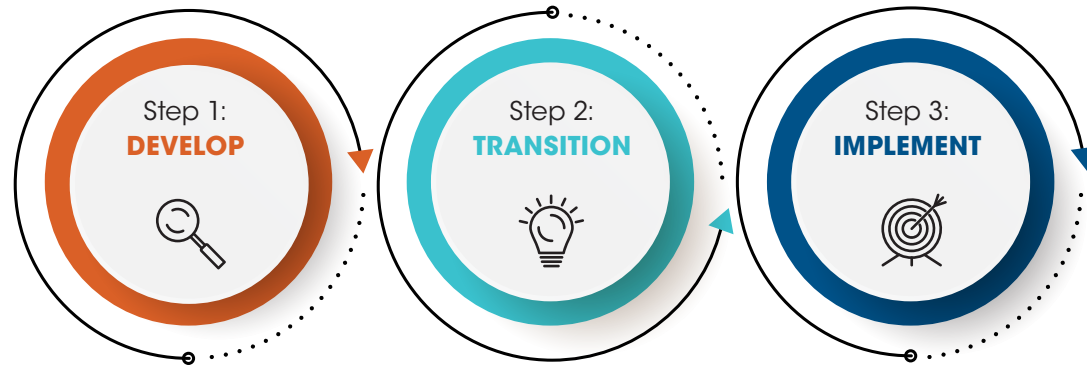 Step 1:
DEVELOP
Step 2:
TRANSITION
Step 3:
IMPLEMENT